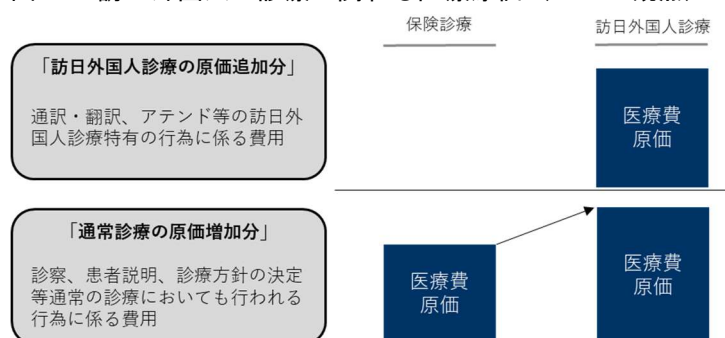 保険診療
訪日外国人診療
「訪日外国人診療の原価追加分」
通訳・翻訳、アテンド等の訪日外
国人診療特有の行為に係る費用
医療費
原価
「通常診療の原価増加分」
診察、患者説明、診療方針の決定
等通常の診療においても行われる
行為に係る費用
医療費
原価
医療費
原価